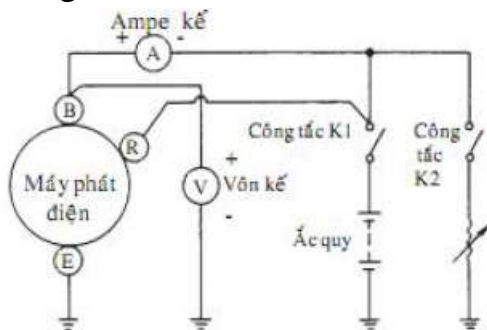 Ampe kế
+ A -
B
R
Công tắc K1
Công
tắc
K2
Máy phát
điện
V
+
Vôn kế
-
+
Ắc quy
-
E